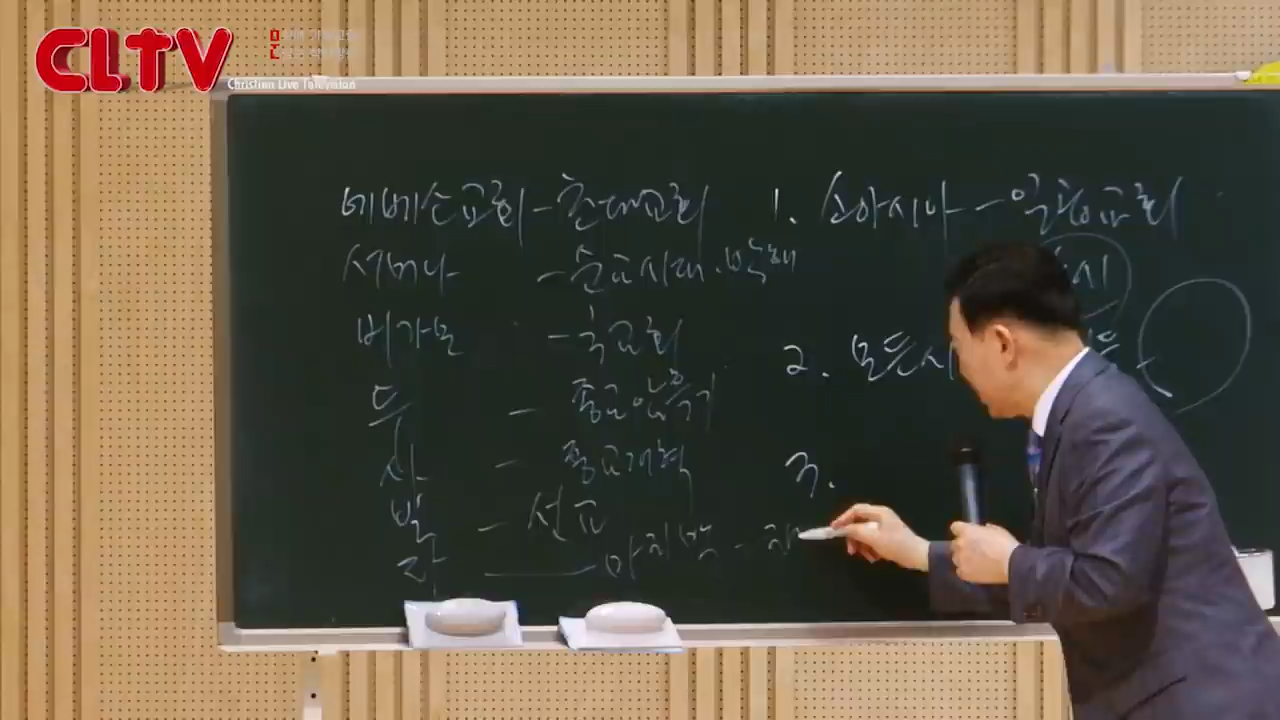 CLTV
Christian Live Television
에베소교회 - 초대교회
서머나 - 순교시대·박해
버가모 - 국교회
두 - 종교암흑기
사 - 종교개혁
빌 - 선교
라
1. 소아시아 - 일곱교회
2. 모든시
3.